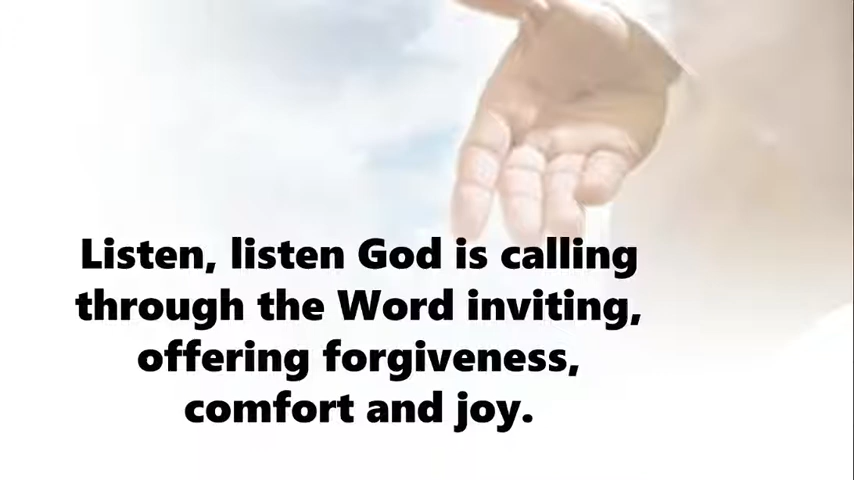 Listen, listen God is calling
through the Word inviting,
offering forgiveness,
comfort and joy.